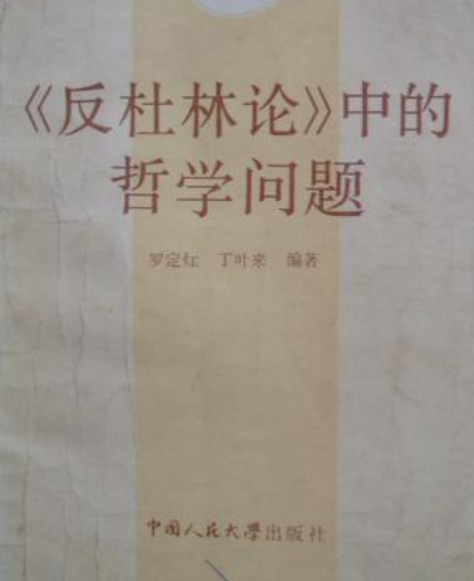 《反杜林论》中的
哲学问题
罗定灴 丁叶来 编著
中国人民大学出版社